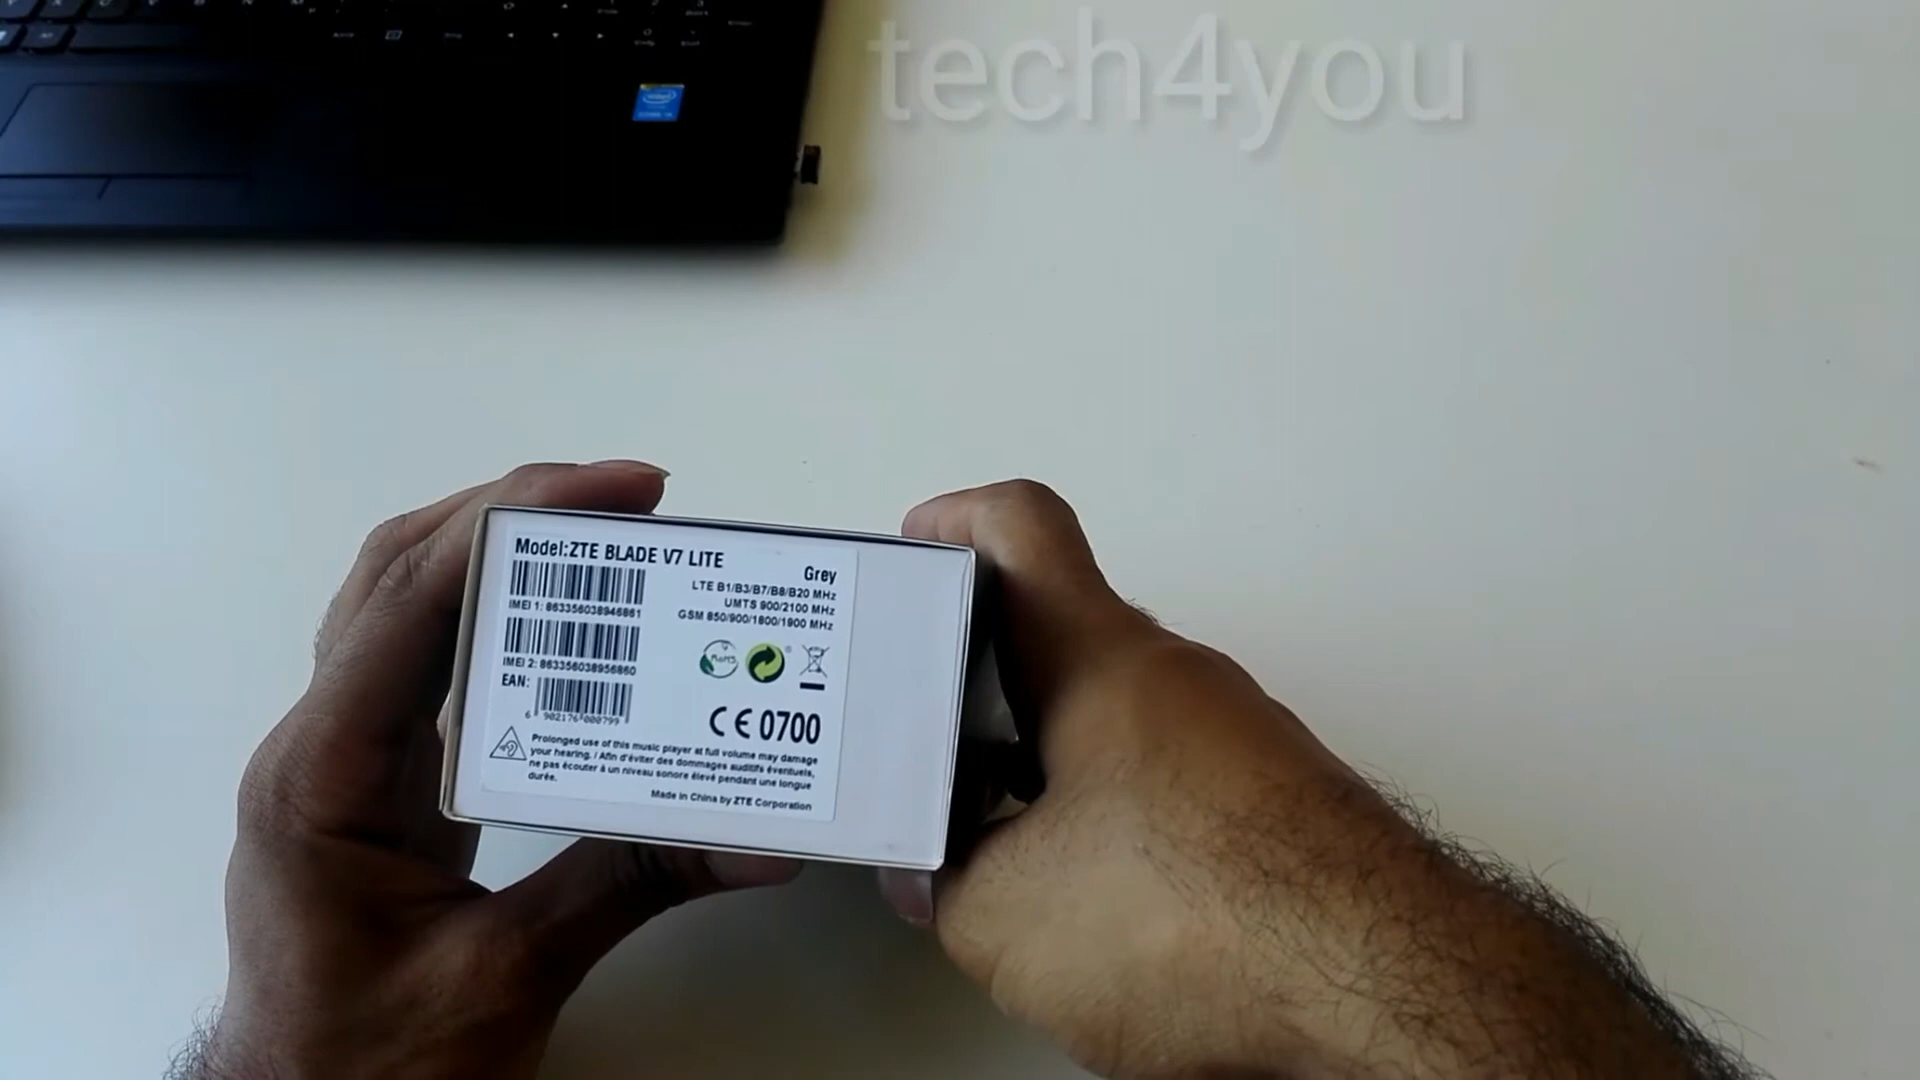 tech4you
intel
Model:ZTE BLADE V7 LITE
Grey
LTE B1/B3/B7/B8/B20 MHz
UMTS 900/2100 MHz
GSM 850/900/1800/1900 MHz
IMEI 1: 863356038946861
IMEI 2: 863356038956860
EAN:
6 902176 000799
RoHS
CE 0700
Prolonged use of this music player at full volume may damage
your hearing. / Afin d'éviter des dommages auditifs éventuels,
ne pas écouter à un niveau sonore élevé pendant une longue
durée.
Made in China by ZTE Corporation